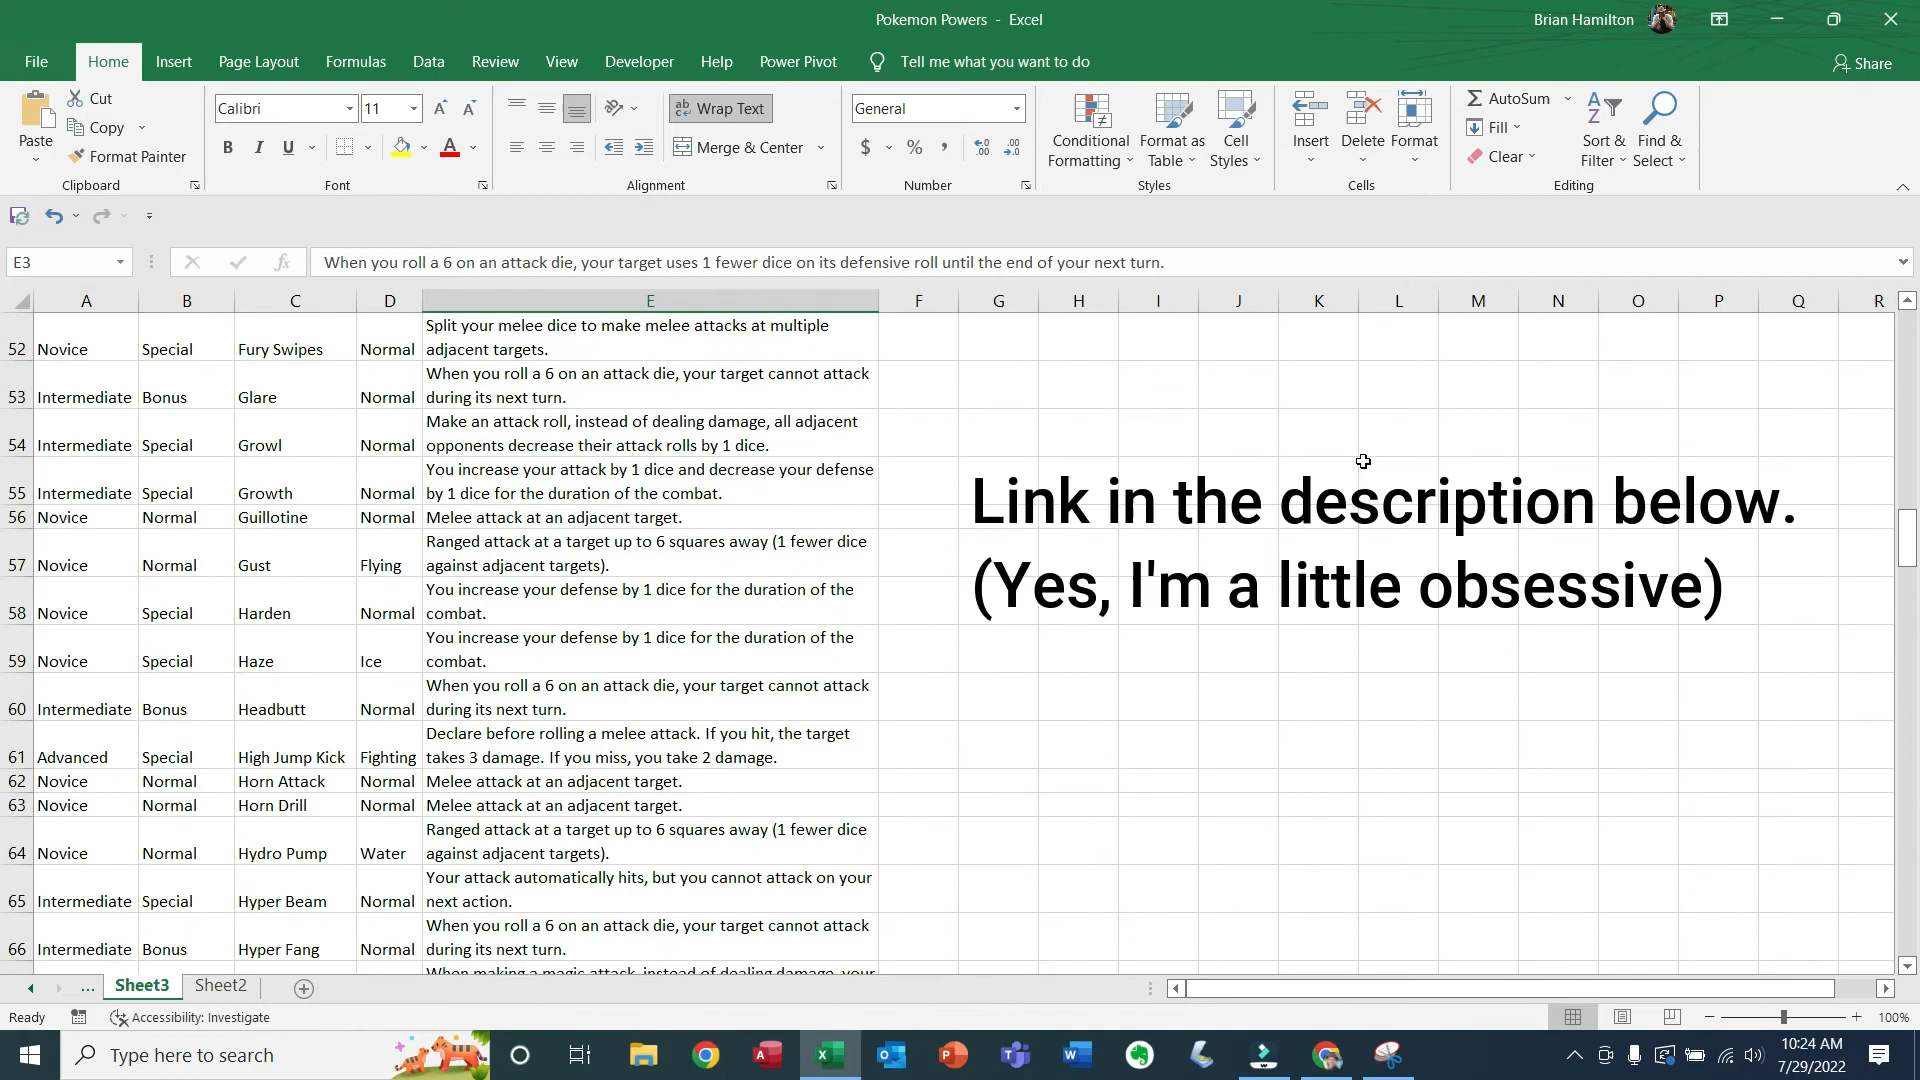 Pokemon Powers - Excel
Brian Hamilton
File Home Insert Page Layout Formulas Data Review View Developer Help Power Pivot Tell me what you want to do
Share
Paste
Cut
Copy
Format Painter
Clipboard
Calibri 11
B I U
A
Font
Wrap Text
Merge & Center
Alignment
General
$ % ,
Number
Conditional Formatting
Format as Table
Cell Styles
Styles
Insert Delete Format
Cells
AutoSum
Fill
Clear
Sort & Filter
Find & Select
Editing
E3
fx
When you roll a 6 on an attack die, your target uses 1 fewer dice on its defensive roll until the end of your next turn.
A B C D E F G H I J K L M N O P Q R
52 Novice Special Fury Swipes Normal Split your melee dice to make melee attacks at multiple
adjacent targets.
53 Intermediate Bonus Glare Normal When you roll a 6 on an attack die, your target cannot attack
during its next turn.
54 Intermediate Special Growl Normal Make an attack roll, instead of dealing damage, all adjacent
opponents decrease their attack rolls by 1 dice.
55 Intermediate Special Growth Normal You increase your attack by 1 dice and decrease your defense
by 1 dice for the duration of the combat.
56 Novice Normal Guillotine Normal Melee attack at an adjacent target.
57 Novice Normal Gust Flying Ranged attack at a target up to 6 squares away (1 fewer dice
against adjacent targets).
58 Novice Special Harden Normal You increase your defense by 1 dice for the duration of the
combat.
59 Novice Special Haze Ice You increase your defense by 1 dice for the duration of the
combat.
60 Intermediate Bonus Headbutt Normal When you roll a 6 on an attack die, your target cannot attack
during its next turn.
61 Advanced Special High Jump Kick Fighting Declare before rolling a melee attack. If you hit, the target
takes 3 damage. If you miss, you take 2 damage.
62 Novice Normal Horn Attack Normal Melee attack at an adjacent target.
63 Novice Normal Horn Drill Normal Melee attack at an adjacent target.
64 Novice Normal Hydro Pump Water Ranged attack at a target up to 6 squares away (1 fewer dice
against adjacent targets).
65 Intermediate Special Hyper Beam Normal Your attack automatically hits, but you cannot attack on your
next action.
66 Intermediate Bonus Hyper Fang Normal When you roll a 6 on an attack die, your target cannot attack
during its next turn.
When making a magic attack, instead of dealing damage, your
Link in the description below.
(Yes, I'm a little obsessive)
... Sheet3 Sheet2
Ready
Accessibility: Investigate
100%
Type here to search
10:24 AM
7/29/2022